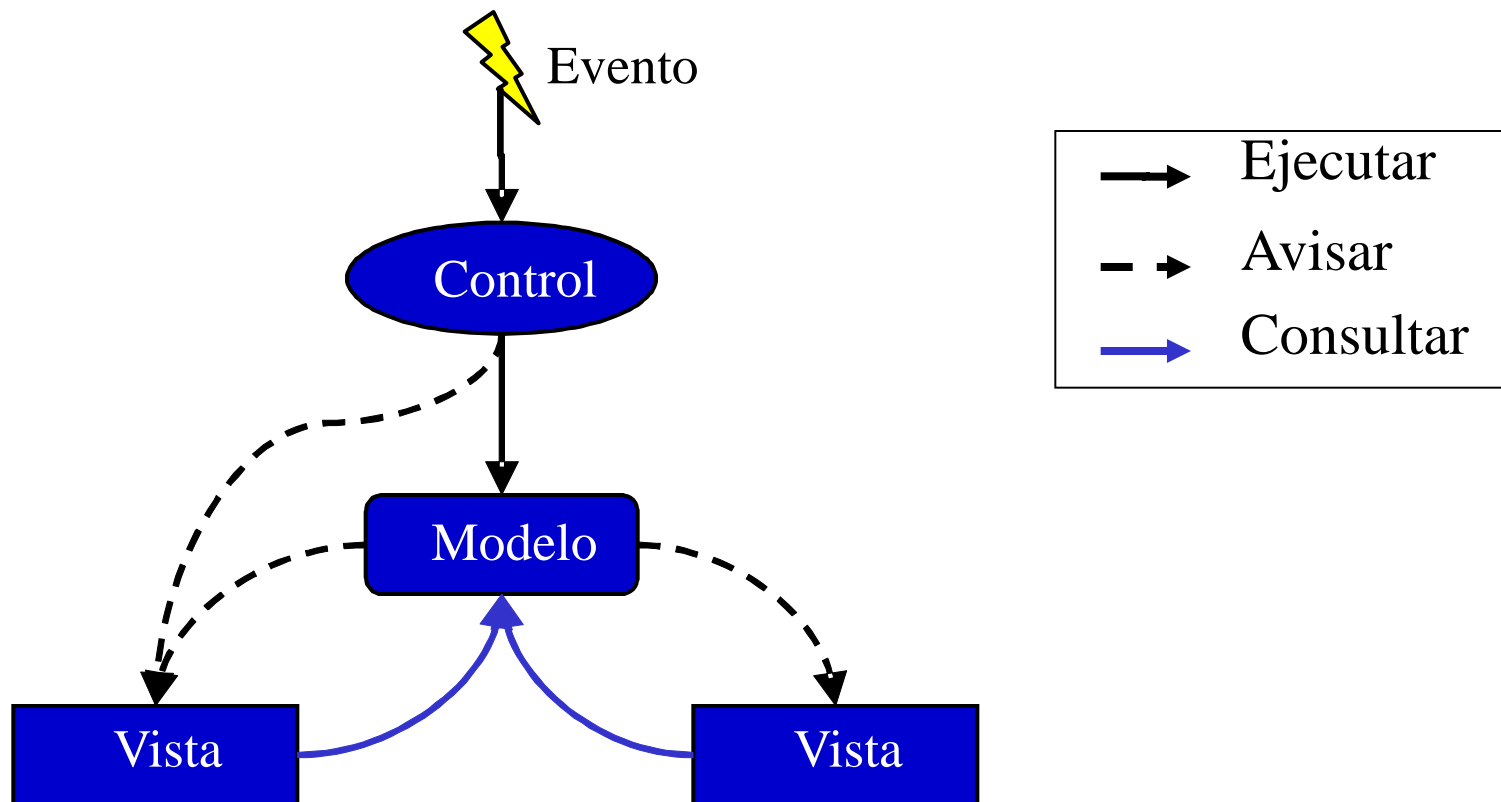 Evento
Ejecutar
Avisar
Control
Consultar
Modelo
Vista
Vista